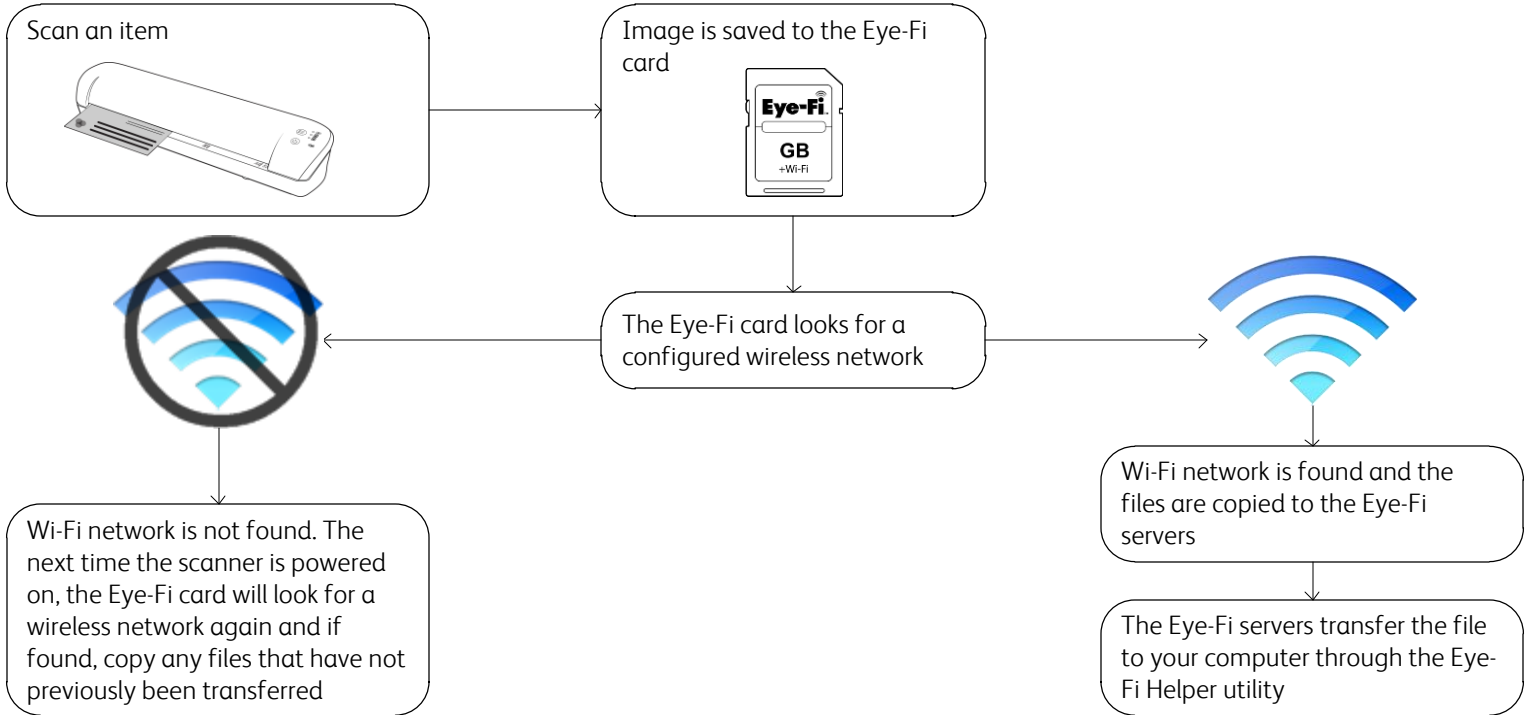 Scan an item
Image is saved to the Eye-Fi
card
Eye-Fi
GB
+Wi-Fi
The Eye-Fi card looks for a
configured wireless network
Wi-Fi network is not found. The
next time the scanner is powered
on, the Eye-Fi card will look for a
wireless network again and if
found, copy any files that have not
previously been transferred
Wi-Fi network is found and the
files are copied to the Eye-Fi
servers
The Eye-Fi servers transfer the file
to your computer through the Eye-
Fi Helper utility